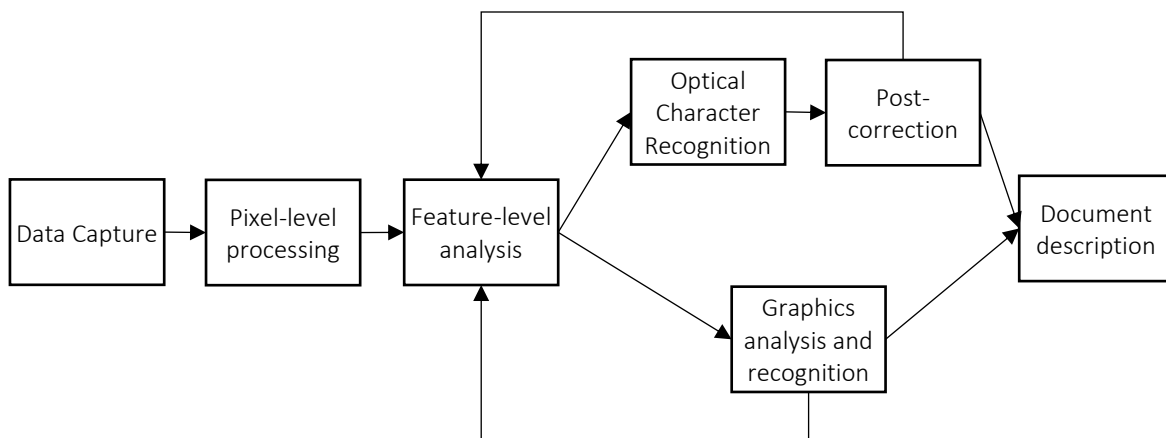 Data Capture
Pixel-level
processing
Feature-level
analysis
Optical
Character
Recognition
Post-
correction
Graphics
analysis and
recognition
Document
description